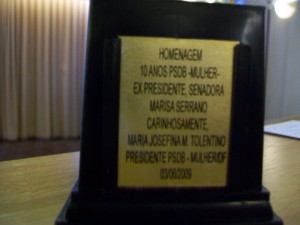 HOMENAGEM
10 ANOS PSDB -MULHER-
EX PRESIDENTE, SENADORA
MARISA SERRANO
CARINHOSAMENTE,
MARIA JOSEFINA M. TOLENTINO
PRESIDENTE PSDB - MULHER/DF
03/06/2009